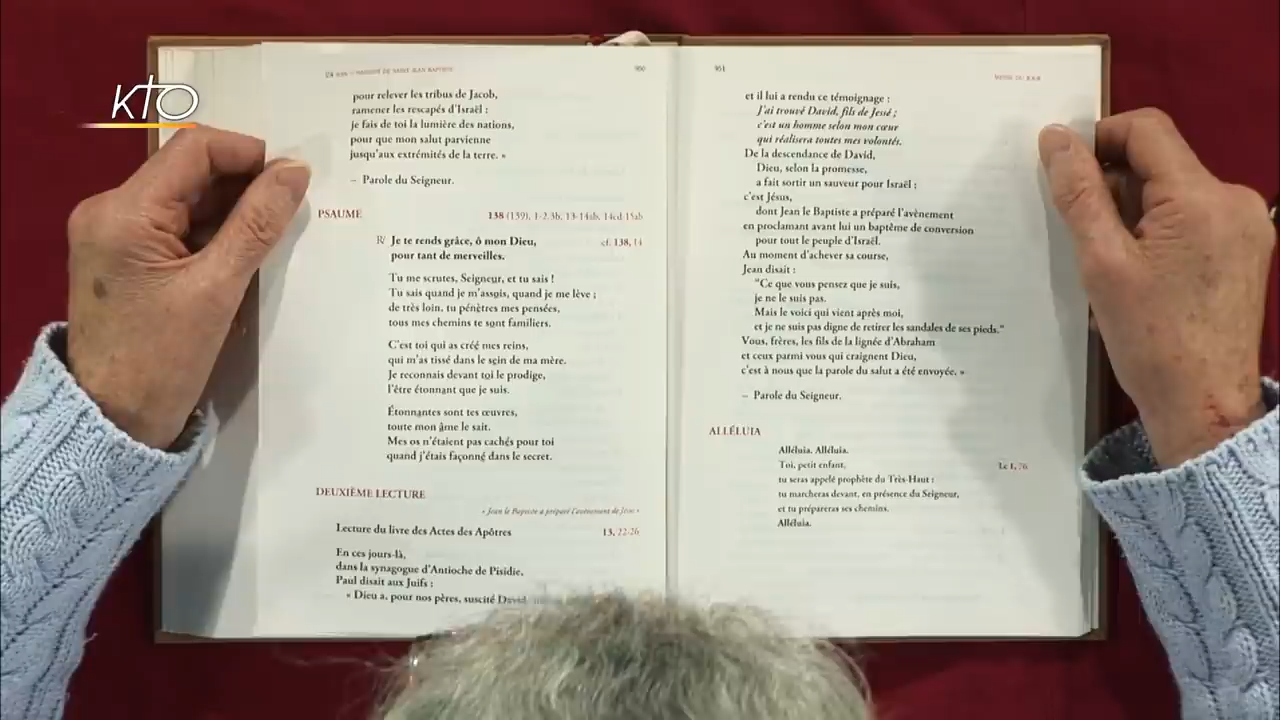 KTO
24 JUIN – NATIVITÉ DE SAINT JEAN BAPTISTE
950
pour relever les tribus de Jacob,
ramener les rescapés d'Israël :
je fais de toi la lumière des nations,
pour que mon salut parvienne
jusqu'aux extrémités de la terre. »
– Parole du Seigneur.
PSAUME
138 (139), 1-2.3b, 13-14ab, 14cd-15ab
R/ Je te rends grâce, ô mon Dieu,
cf. 138, 14
pour tant de merveilles.
Tu me scrutes, Seigneur, et tu sais !
Tu sais quand je m'assois, quand je me lève ;
de très loin, tu pénètres mes pensées,
tous mes chemins te sont familiers.
C'est toi qui as créé mes reins,
qui m'as tissé dans le sein de ma mère.
Je reconnais devant toi le prodige,
l'être étonnant que je suis.
Étonnantes sont tes œuvres,
toute mon âme le sait.
Mes os n'étaient pas cachés pour toi
quand j'étais façonné dans le secret.
DEUXIÈME LECTURE
« Jean le Baptiste a préparé l'avènement de Jésus »
Lecture du livre des Actes des Apôtres
13, 22-26
En ces jours-là,
dans la synagogue d'Antioche de Pisidie,
Paul disait aux Juifs :
« Dieu a, pour nos pères, suscité David
951
MESSE DU JOUR
et il lui a rendu ce témoignage :
J'ai trouvé David, fils de Jessé ;
c'est un homme selon mon cœur
qui réalisera toutes mes volontés.
De la descendance de David,
Dieu, selon la promesse,
a fait sortir un sauveur pour Israël :
c'est Jésus,
dont Jean le Baptiste a préparé l'avènement
en proclamant avant lui un baptême de conversion
pour tout le peuple d'Israël.
Au moment d'achever sa course,
Jean disait :
"Ce que vous pensez que je suis,
je ne le suis pas.
Mais le voici qui vient après moi,
et je ne suis pas digne de retirer les sandales de ses pieds."
Vous, frères, les fils de la lignée d'Abraham
et ceux parmi vous qui craignent Dieu,
c'est à nous que la parole du salut a été envoyée. »
– Parole du Seigneur.
ALLÉLUIA
Alléluia. Alléluia.
Toi, petit enfant,
Lc 1, 76
tu seras appelé prophète du Très-Haut :
tu marcheras devant, en présence du Seigneur,
et tu prépareras ses chemins.
Alléluia.